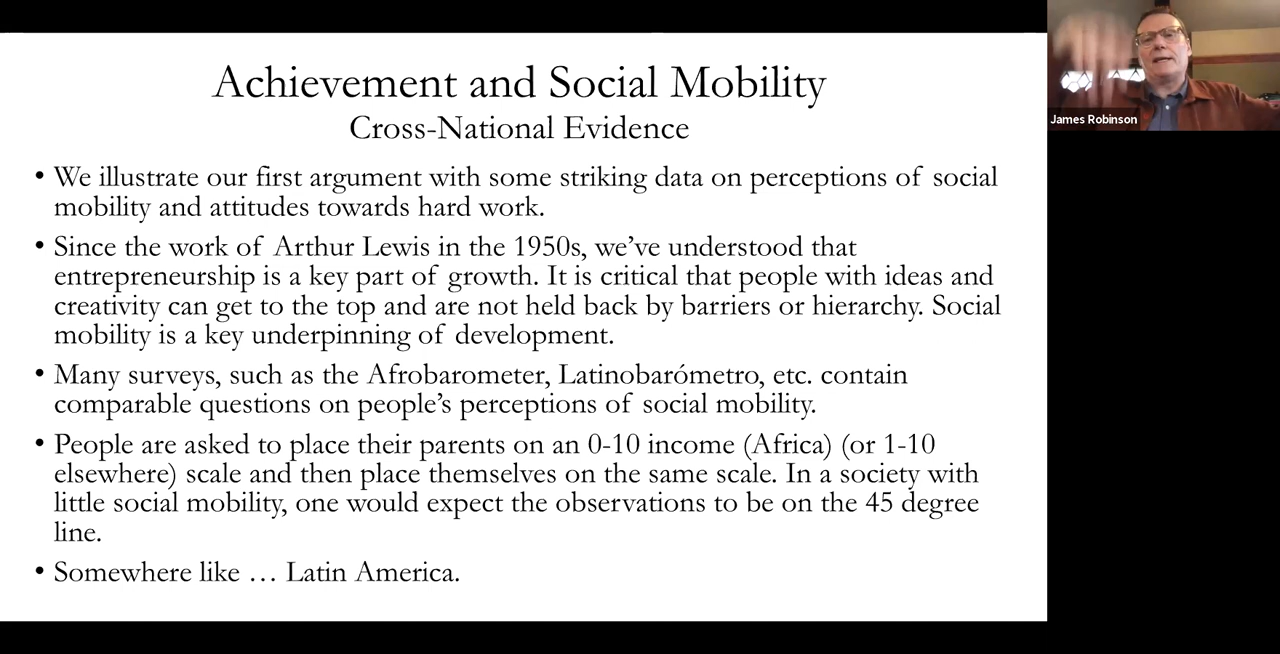 Achievement and Social Mobility
Cross-National Evidence
• We illustrate our first argument with some striking data on perceptions of social
mobility and attitudes towards hard work.
• Since the work of Arthur Lewis in the 1950s, we’ve understood that
entrepreneurship is a key part of growth. It is critical that people with ideas and
creativity can get to the top and are not held back by barriers or hierarchy. Social
mobility is a key underpinning of development.
• Many surveys, such as the Afrobarometer, Latinobarómetro, etc. contain
comparable questions on people’s perceptions of social mobility.
• People are asked to place their parents on an 0-10 income (Africa) (or 1-10
elsewhere) scale and then place themselves on the same scale. In a society with
little social mobility, one would expect the observations to be on the 45 degree
line.
• Somewhere like … Latin America.
James Robinson